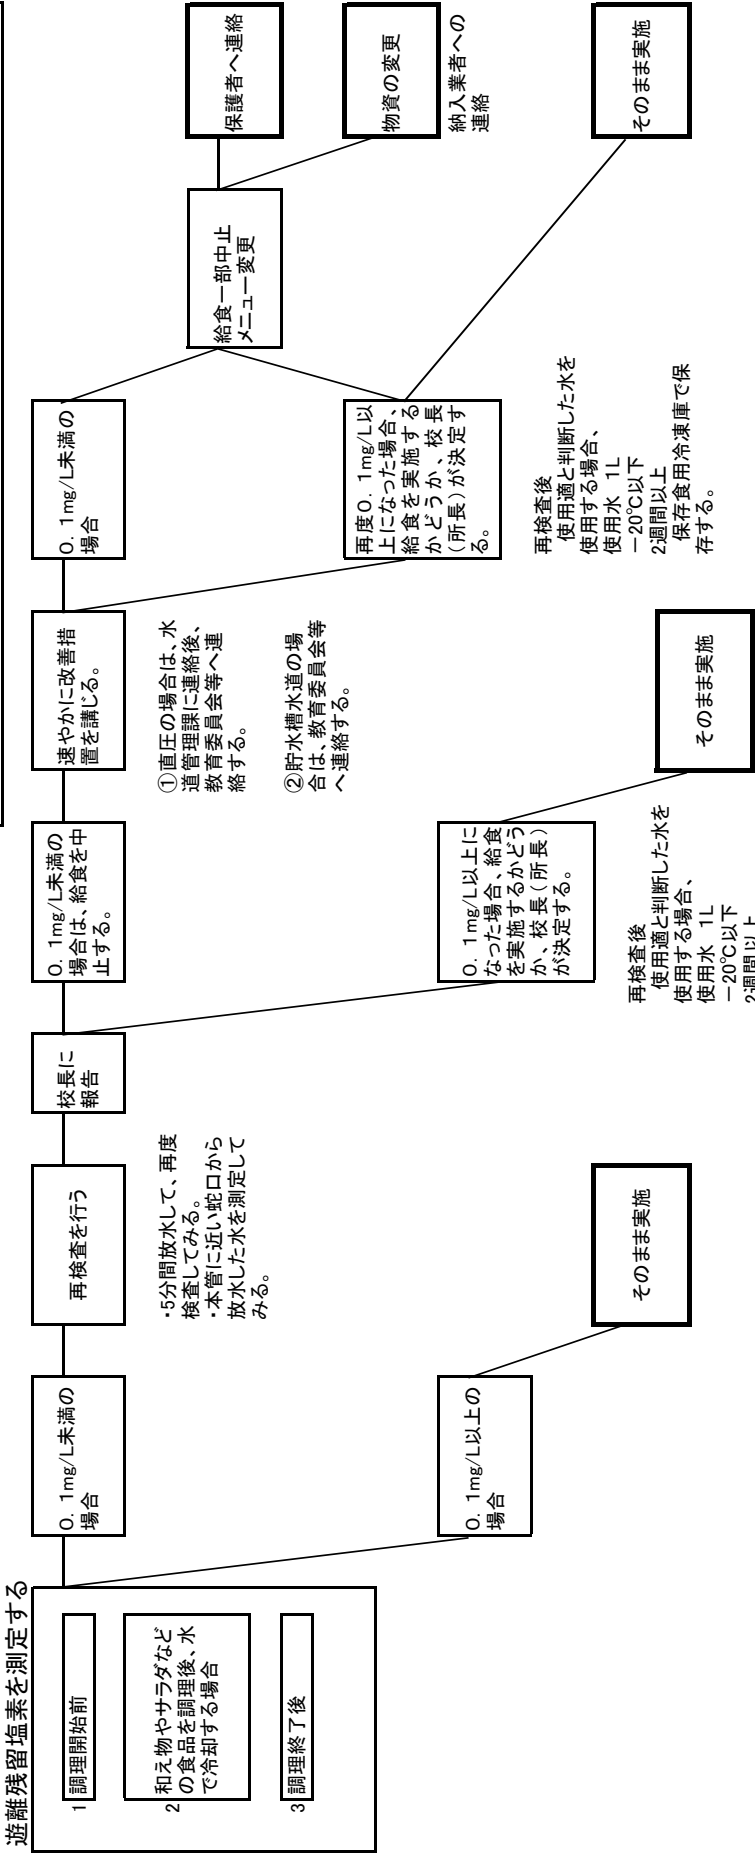 遊離残留塩素を測定する
1 調理開始前
2 和え物やサラダなど
の食品を調理後、水
で冷却する場合
3 調理終了後
0．1mg/L未満の
場合
0．1mg/L以上の
場合
そのまま実施
再検査を行う
・5分間放水して、再度
検査してみる。
・本管に近い蛇口から
放水した水を測定して
みる。
校長に
報告
0．1mg/L未満の
場合は、給食を中
止する。
0．1mg/L以上に
なった場合、給食
を実施するかどう
か、校長（所長）
が決定する。
そのまま実施
再検査後
使用適と判断した水を
使用する場合、
使用水　1L
－20℃以下
2週間以上
速やかに改善措
置を講じる。
①直圧の場合は、水
道管理課に連絡後、
教育委員会等へ連
絡する。
②貯水槽水道の場
合は、教育委員会等
へ連絡する。
0．1mg/L未満の
場合
再度0．1mg/L以
上になった場合、
給食を実施する
かどうか、校長
（所長）が決定す
る。
再検査後
使用適と判断した水を
使用する場合、
使用水　1L
－20℃以下
2週間以上
保存食用冷凍庫で保
存する。
給食一部中止
メニュー変更
保護者へ連絡
物資の変更
納入業者への
連絡
そのまま実施